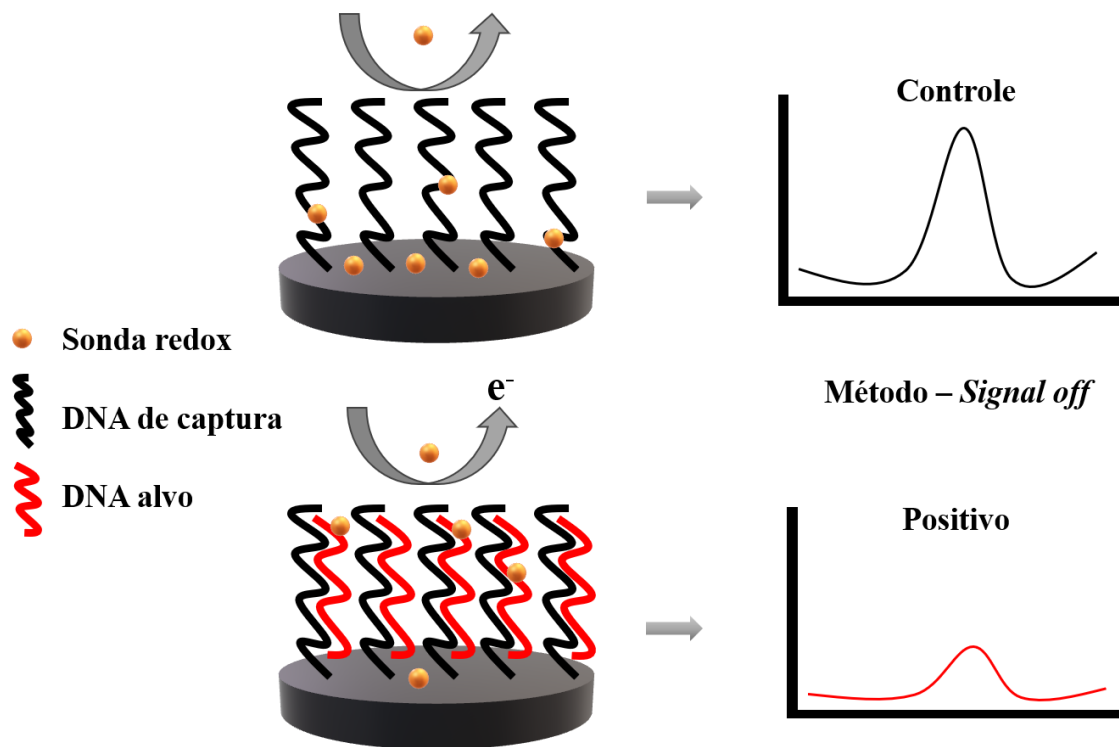 Controle
Sonda redox
DNA de captura
DNA alvo
e⁻
Método – Signal off
Positivo